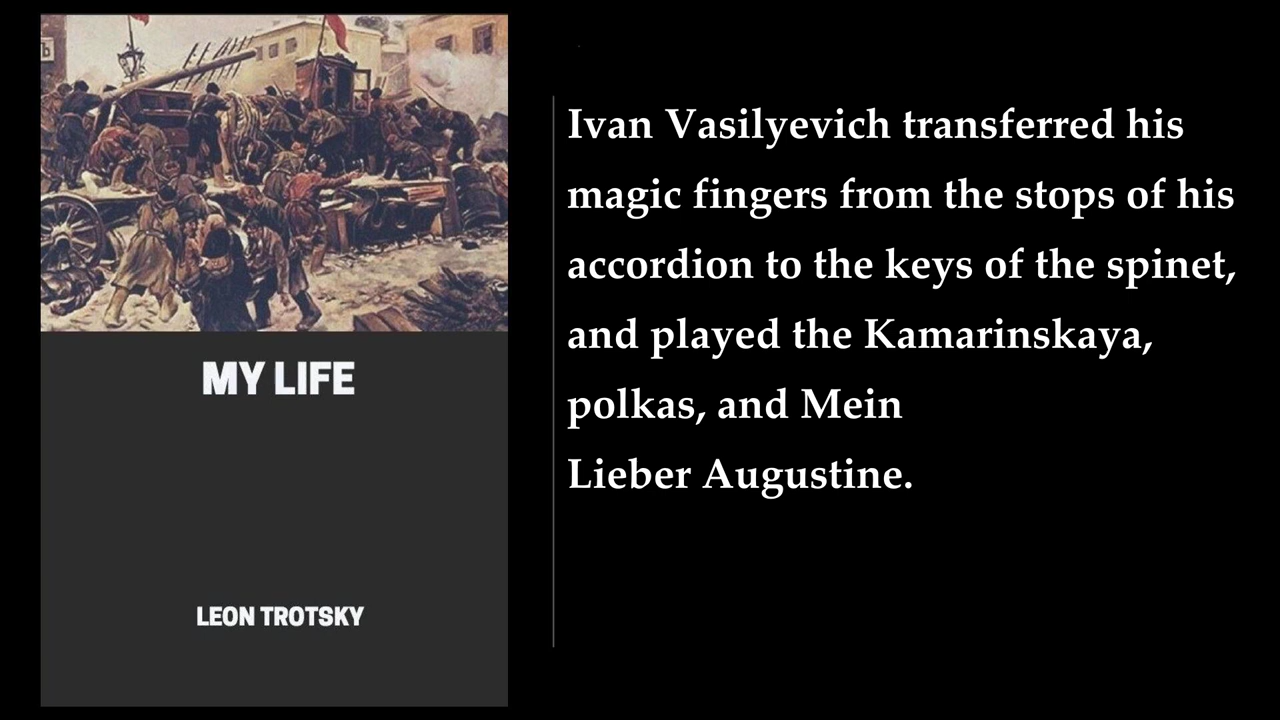 MY LIFE
LEON TROTSKY
Ivan Vasilyevich transferred his
magic fingers from the stops of his
accordion to the keys of the spinet,
and played the Kamarinskaya,
polkas, and Mein
Lieber Augustine.